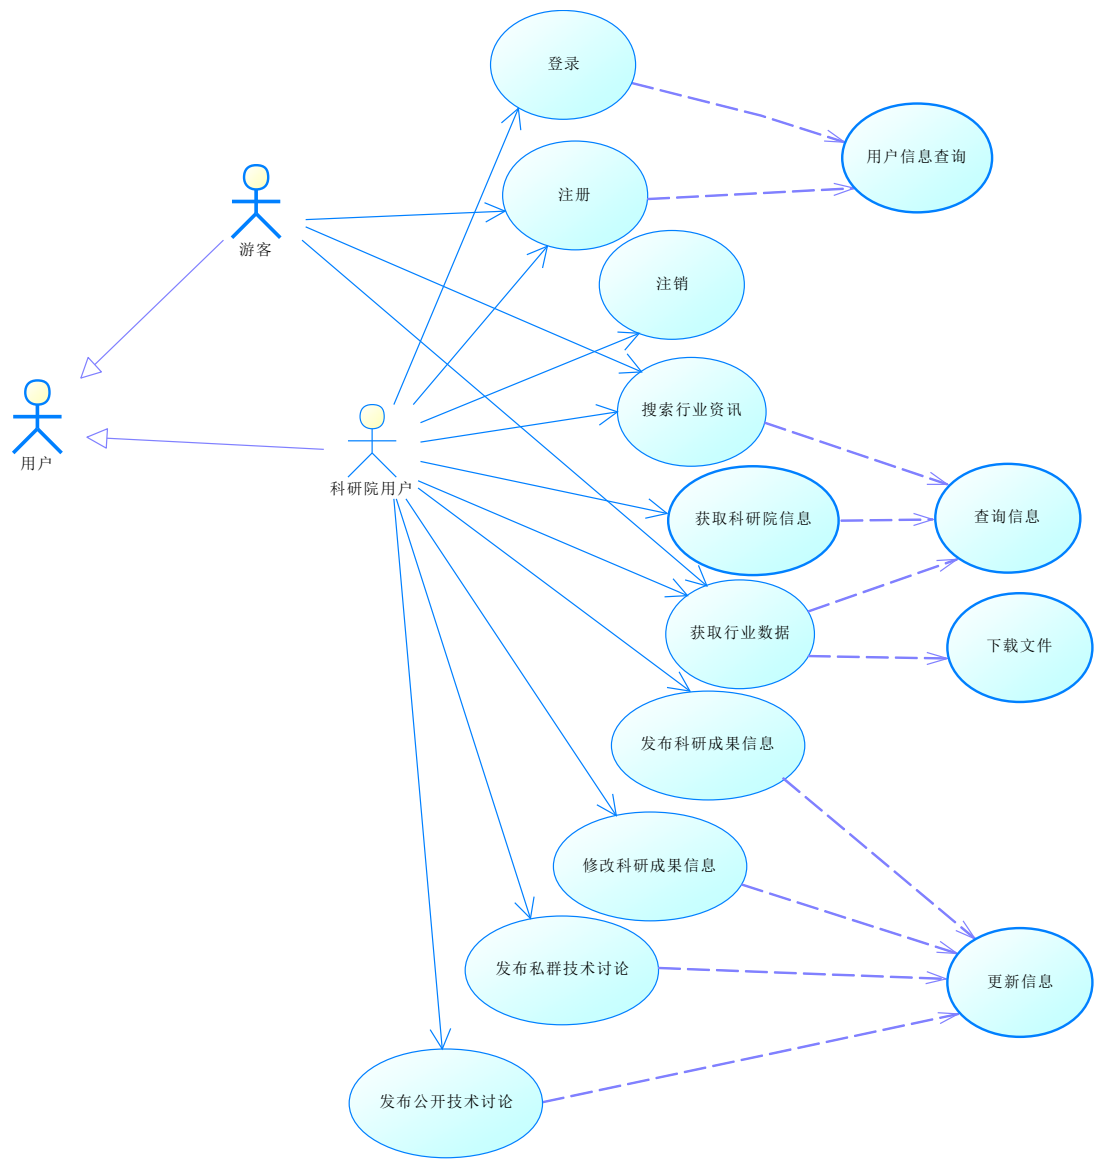 登录
用户信息查询
注册
游客
注销
搜索行业资讯
用户
科研院用户
获取科研院信息
查询信息
获取行业数据
下载文件
发布科研成果信息
修改科研成果信息
发布私群技术讨论
更新信息
发布公开技术讨论